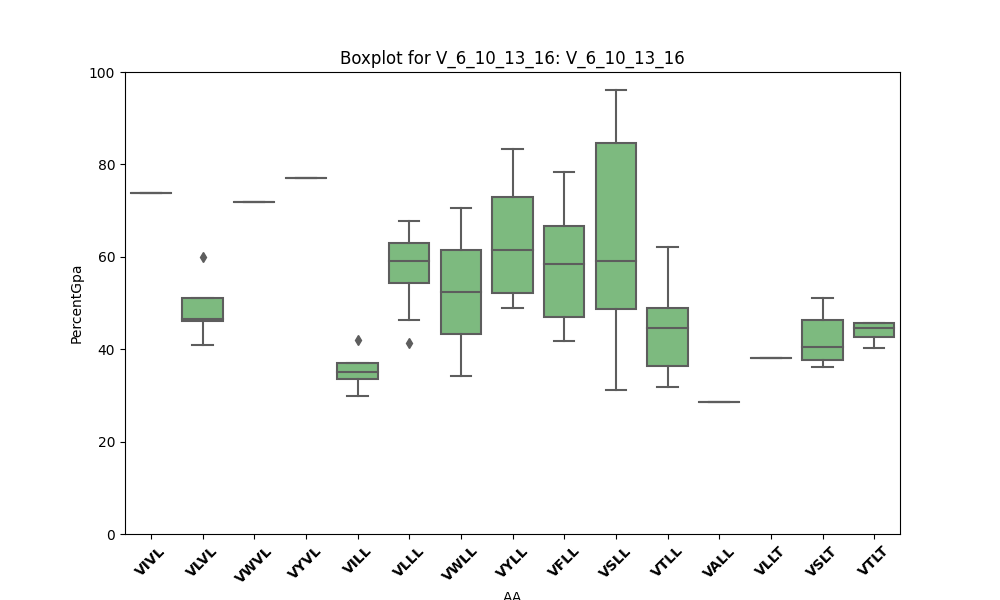 Boxplot for V_6_10_13_16: V_6_10_13_16
100
80
60
40
20
0
PercentGpa
VIVL
VLVL
VWVL
VYVL
VILL
VLLL
VWLL
VYLL
VFLL
VSLL
VTLL
VALL
VLLT
VSLT
VTLT
AA